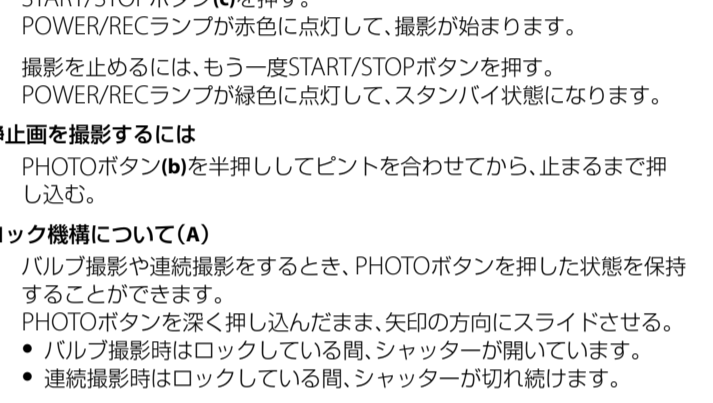 START/STOPボタン(c)を押す。
POWER/RECランプが赤色に点灯して、撮影が始まります。
撮影を止めるには、もう一度START/STOPボタンを押す。
POWER/RECランプが緑色に点灯して、スタンバイ状態になります。
静止画を撮影するには
PHOTOボタン(b)を半押ししてピントを合わせてから、止まるまで押
し込む。
ロック機構について(A)
バルブ撮影や連続撮影をするとき、PHOTOボタンを押した状態を保持
することができます。
PHOTOボタンを深く押し込んだまま、矢印の方向にスライドさせる。
• バルブ撮影時はロックしている間、シャッターが開いています。
• 連続撮影時はロックしている間、シャッターが切れ続けます。